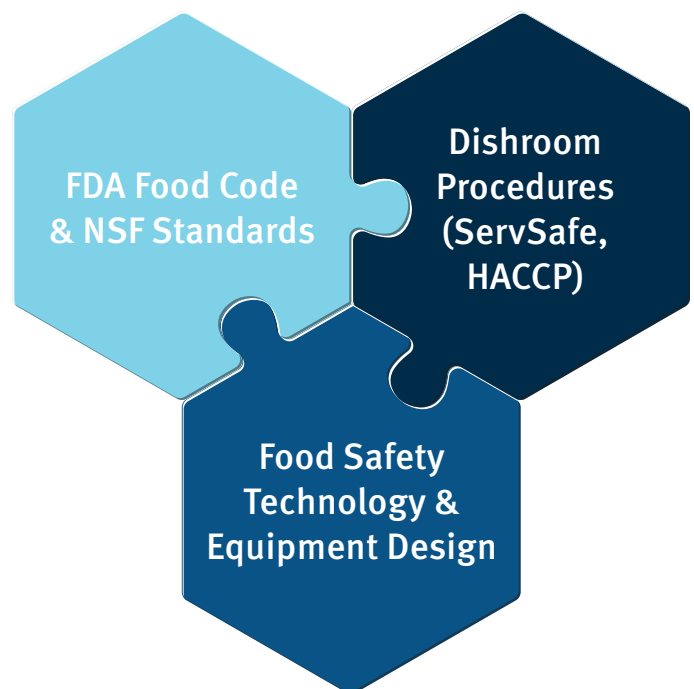 FDA Food Code
& NSF Standards
Dishroom
Procedures
(ServSafe,
HACCP)
Food Safety
Technology &
Equipment Design